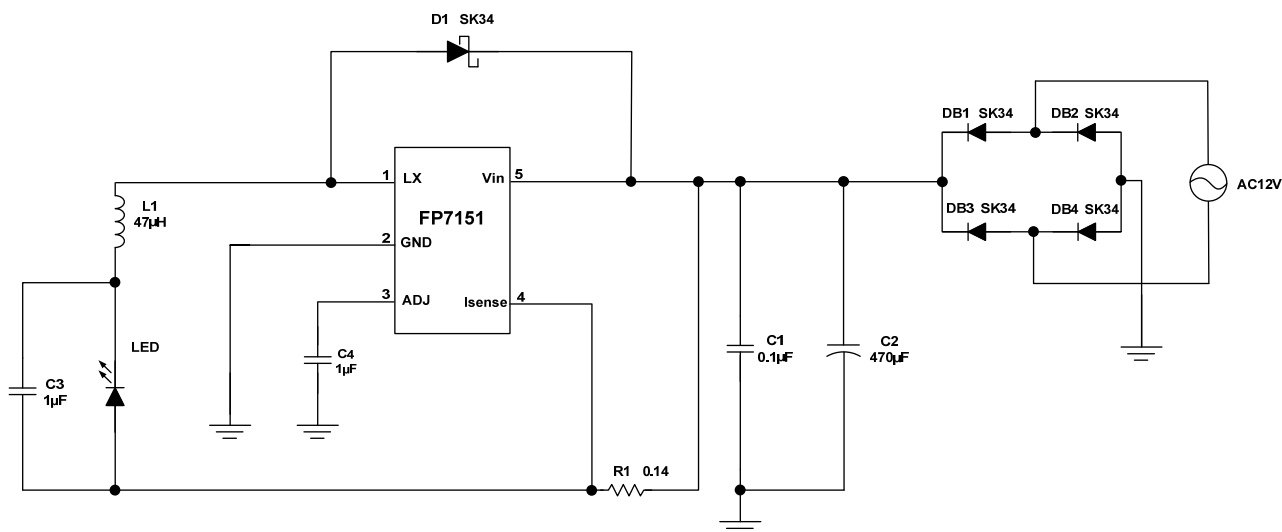 D1 SK34
DB1 SK34
DB2 SK34
AC12V
DB3 SK34
DB4 SK34
1 LX
Vin 5
FP7151
2 GND
3 ADJ
Isense 4
L1
47µH
LED
C3
1µF
C4
1µF
C1
0.1µF
C2
470µF
R1 0.14